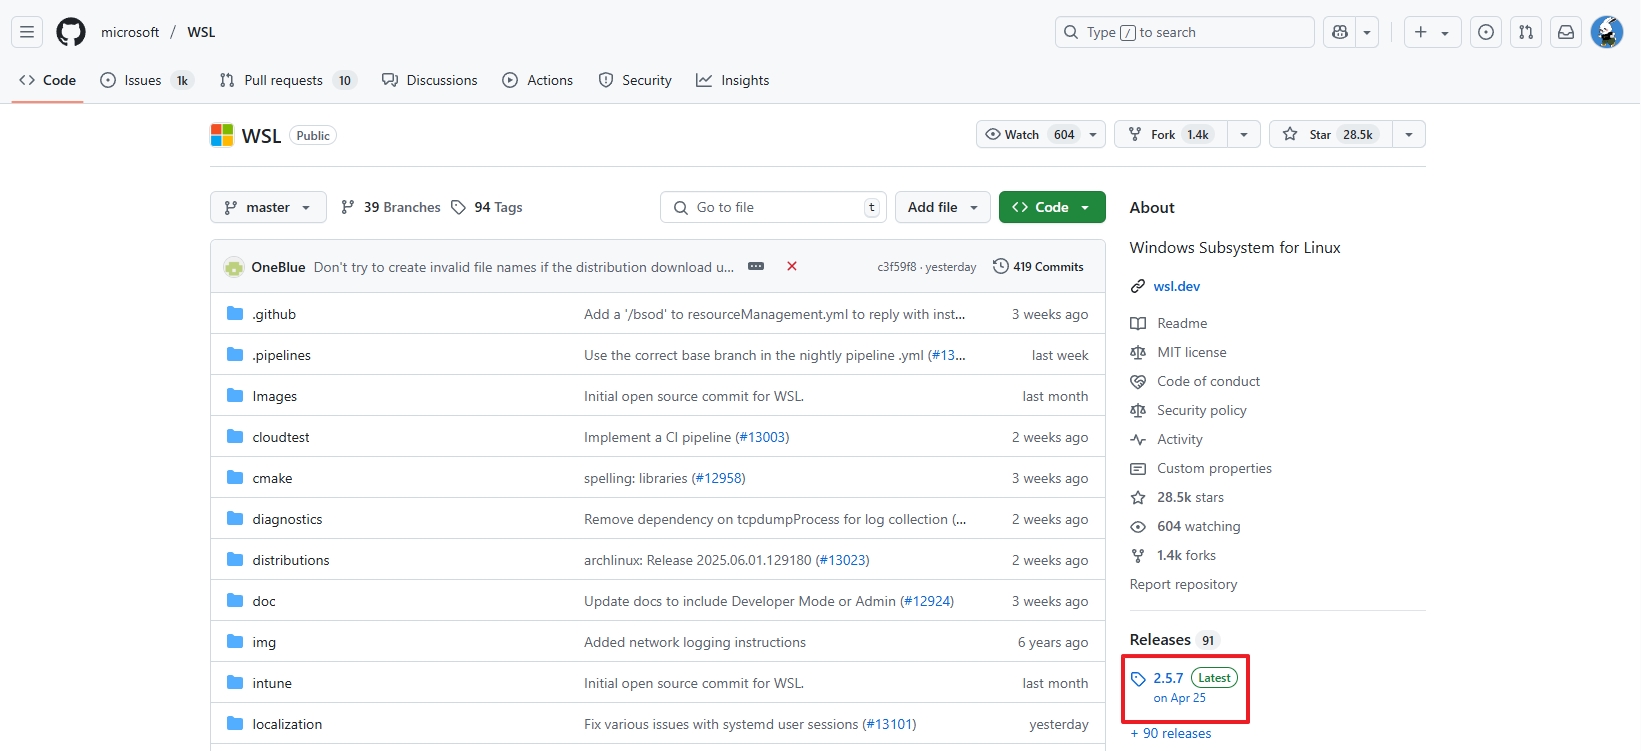 microsoft / WSL
Type / to search
Code
Issues 1k
Pull requests 10
Discussions
Actions
Security
Insights
WSL Public
Watch 604
Fork 1.4k
Star 28.5k
master
39 Branches
94 Tags
Go to file t
Add file
<> Code
OneBlue Don't try to create invalid file names if the distribution download u...
c3f59f8 · yesterday
419 Commits
.github Add a '/bsod' to resourceManagement.yml to reply with inst... 3 weeks ago
.pipelines Use the correct base branch in the nightly pipeline .yml (#13... last week
Images Initial open source commit for WSL. last month
cloudtest Implement a CI pipeline (#13003) 2 weeks ago
cmake spelling: libraries (#12958) 3 weeks ago
diagnostics Remove dependency on tcpdumpProcess for log collection (... 2 weeks ago
distributions archlinux: Release 2025.06.01.129180 (#13023) 2 weeks ago
doc Update docs to include Developer Mode or Admin (#12924) 3 weeks ago
img Added network logging instructions 6 years ago
intune Initial open source commit for WSL. last month
localization Fix various issues with systemd user sessions (#13101) yesterday
About
Windows Subsystem for Linux
wsl.dev
Readme
MIT license
Code of conduct
Security policy
Activity
Custom properties
28.5k stars
604 watching
1.4k forks
Report repository
Releases 91
2.5.7 Latest
on Apr 25
+ 90 releases